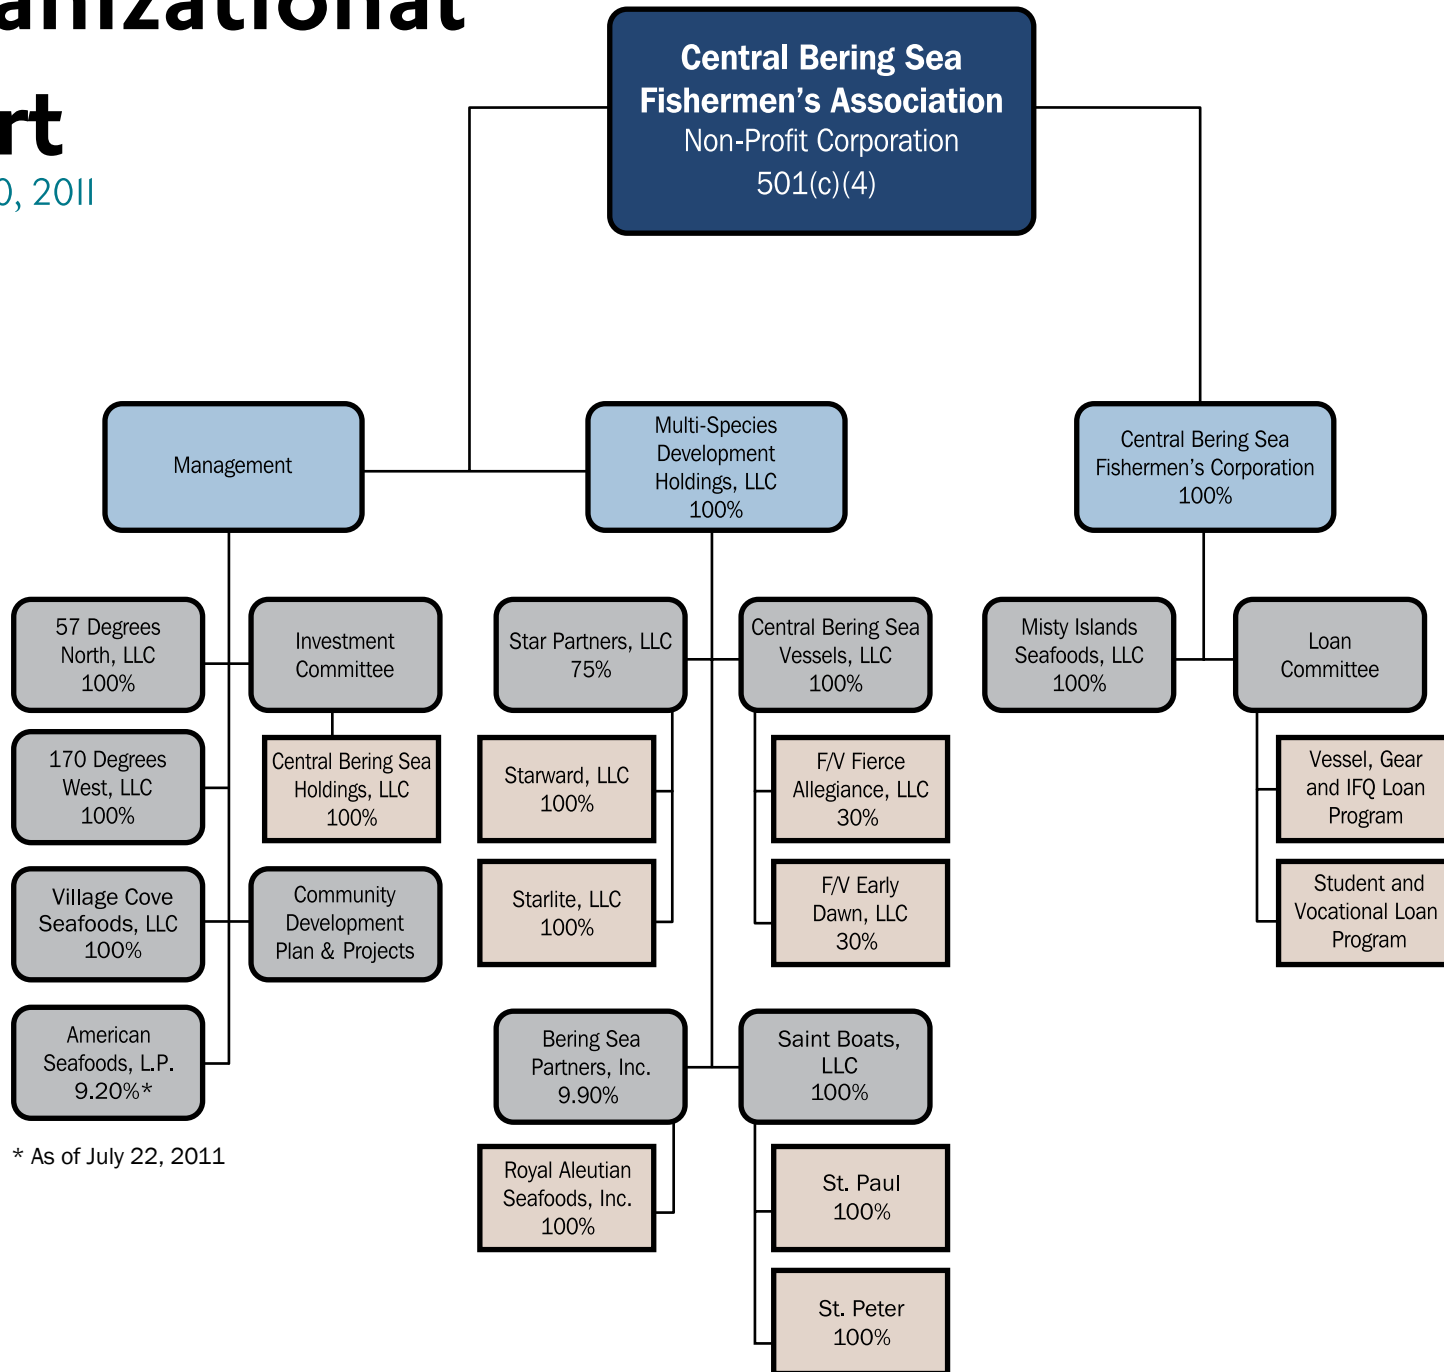 anizational
rt
0, 2011
Central Bering Sea
Fishermen's Association
Non-Profit Corporation
501(c)(4)
Management
Multi-Species
Development
Holdings, LLC
100%
Central Bering Sea
Fishermen's Corporation
100%
57 Degrees
North, LLC
100%
Investment
Committee
170 Degrees
West, LLC
100%
Central Bering Sea
Holdings, LLC
100%
Village Cove
Seafoods, LLC
100%
Community
Development
Plan & Projects
American
Seafoods, L.P.
9.20%*
* As of July 22, 2011
Star Partners, LLC
75%
Central Bering Sea
Vessels, LLC
100%
Starward, LLC
100%
F/V Fierce
Allegiance, LLC
30%
Starlite, LLC
100%
F/V Early
Dawn, LLC
30%
Bering Sea
Partners, Inc.
9.90%
Saint Boats,
LLC
100%
Royal Aleutian
Seafoods, Inc.
100%
St. Paul
100%
St. Peter
100%
Misty Islands
Seafoods, LLC
100%
Loan
Committee
Vessel, Gear
and IFQ Loan
Program
Student and
Vocational Loan
Program